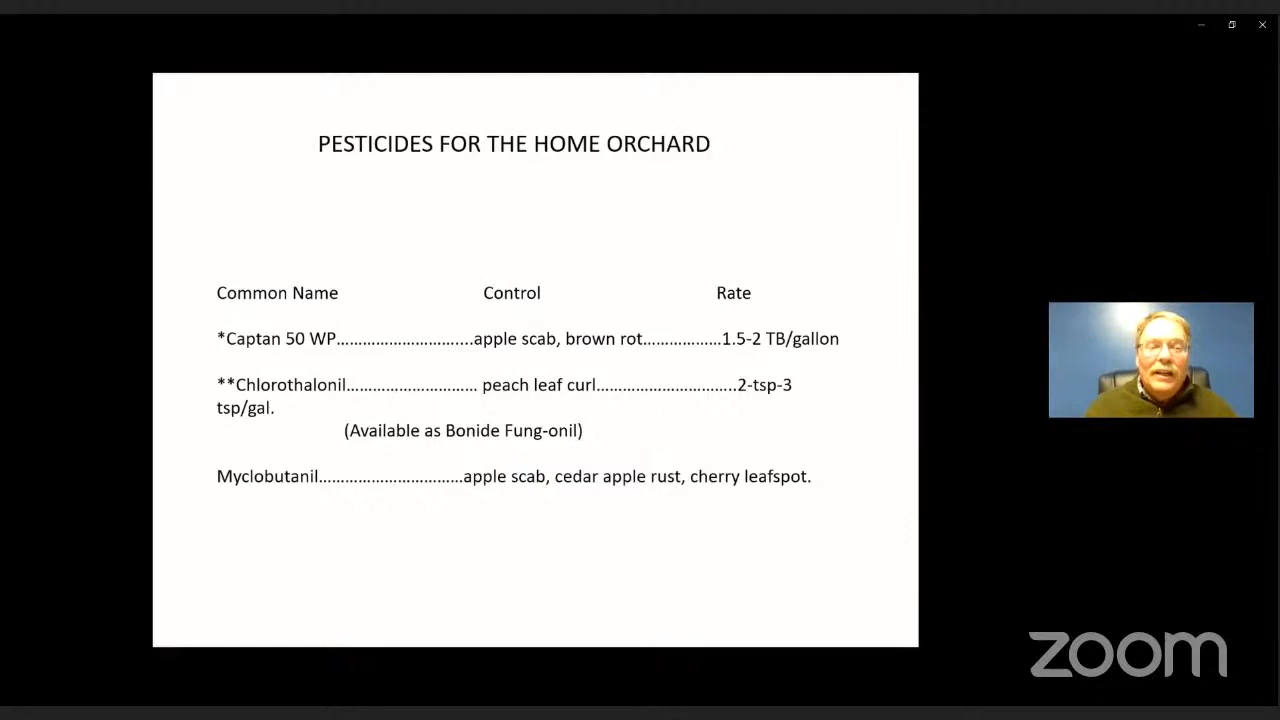 PESTICIDES FOR THE HOME ORCHARD
Common Name Control Rate
*Captan 50 WP………………………....apple scab, brown rot………………1.5-2 TB/gallon
**Chlorothalonil………………………... peach leaf curl…………………………..2-tsp-3
tsp/gal.
(Available as Bonide Fung-onil)
Myclobutanil……………………………apple scab, cedar apple rust, cherry leafspot.
zoom